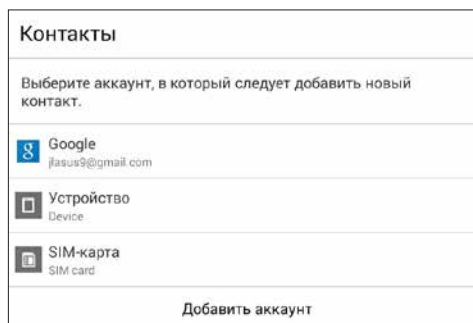 Контакты
Выберите аккаунт, в который следует добавить новый
контакт.
Google
jlasus9@gmail.com
Устройство
Device
SIM-карта
SIM card
Добавить аккаунт